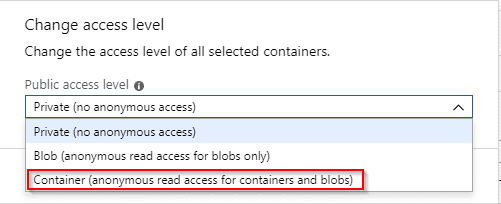 Change access level
Change the access level of all selected containers.
Public access level
Private (no anonymous access)
Private (no anonymous access)
Blob (anonymous read access for blobs only)
Container (anonymous read access for containers and blobs)